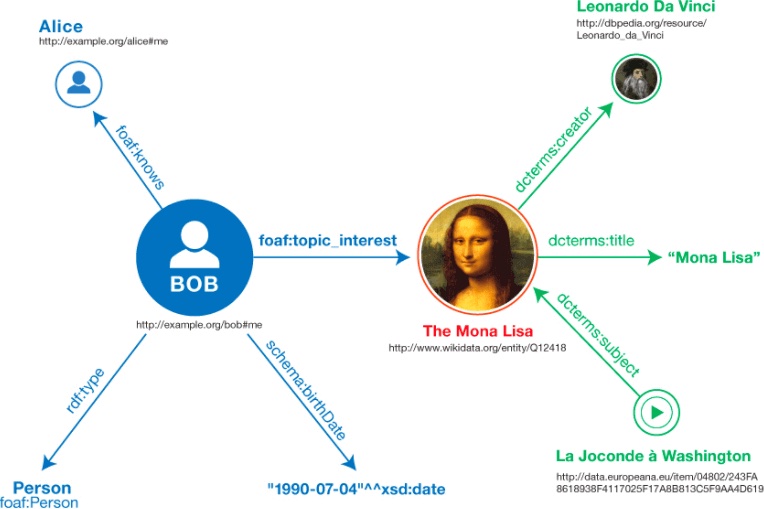 Alice
http://example.org/alice#me
Leonardo Da Vinci
http://dbpedia.org/resource/
Leonardo_da_Vinci
foaf:knows
dcterms:creator
BOB
http://example.org/bob#me
foaf:topic_interest
dcterms:title
“Mona Lisa”
The Mona Lisa
http://www.wikidata.org/entity/Q12418
dcterms:subject
rdf:type
schema:birthDate
La Joconde à Washington
http://data.europeana.eu/item/04802/243FA
8618938F4117025F17A8B813C5F9AA4D619
Person
foaf:Person
"1990-07-04"^^xsd:date